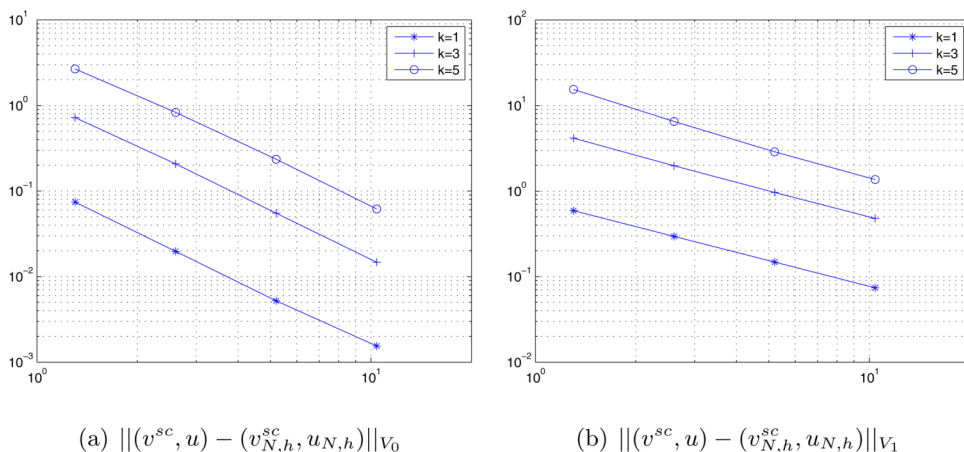 10^1
10^0
10^-1
10^-2
10^-3
10^0
10^1
k=1
k=3
k=5
(a) ||(v^{sc}, u) − (v^{sc}_{N,h}, u_{N,h})||_{V_0}
10^2
10^1
10^0
10^-1
10^-2
10^0
10^1
k=1
k=3
k=5
(b) ||(v^{sc}, u) − (v^{sc}_{N,h}, u_{N,h})||_{V_1}